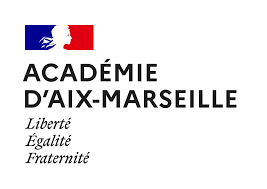 ACADÉMIE
D'AIX-MARSEILLE
Liberté
Égalité
Fraternité